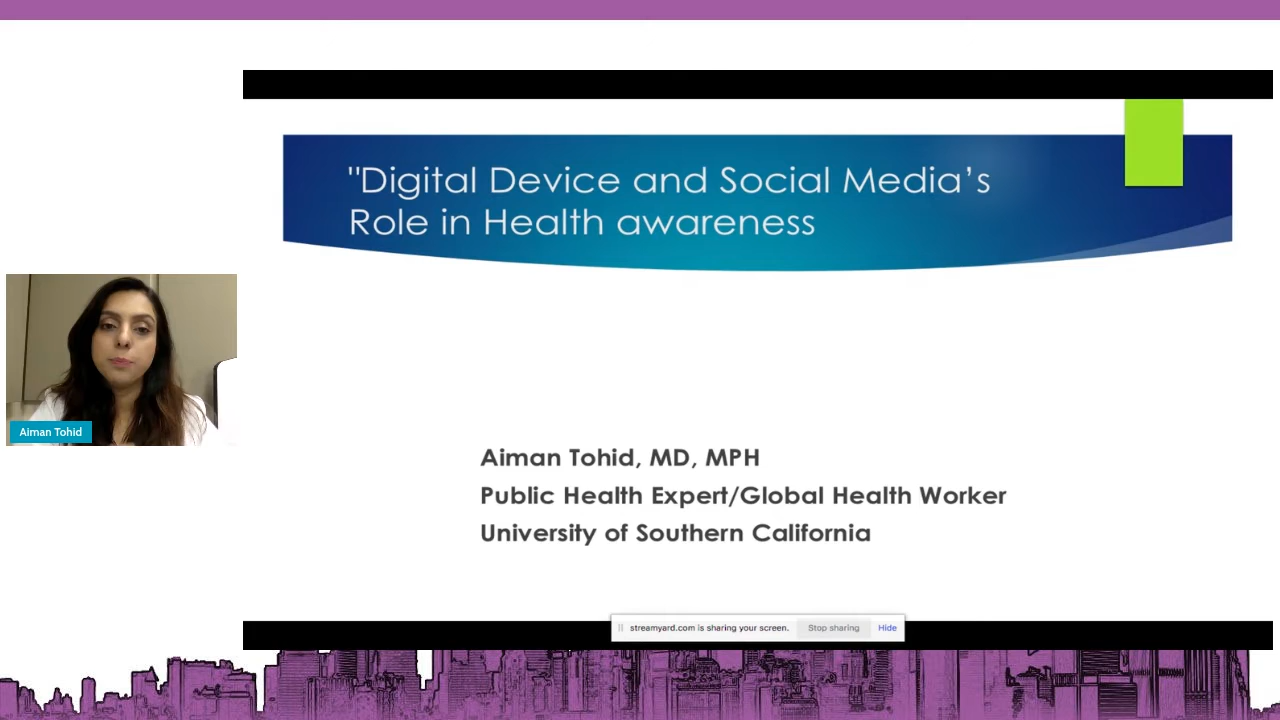 "Digital Device and Social Media’s
Role in Health awareness
Aiman Tohid
Aiman Tohid, MD, MPH
Public Health Expert/Global Health Worker
University of Southern California
streamyard.com is sharing your screen. Stop sharing Hide